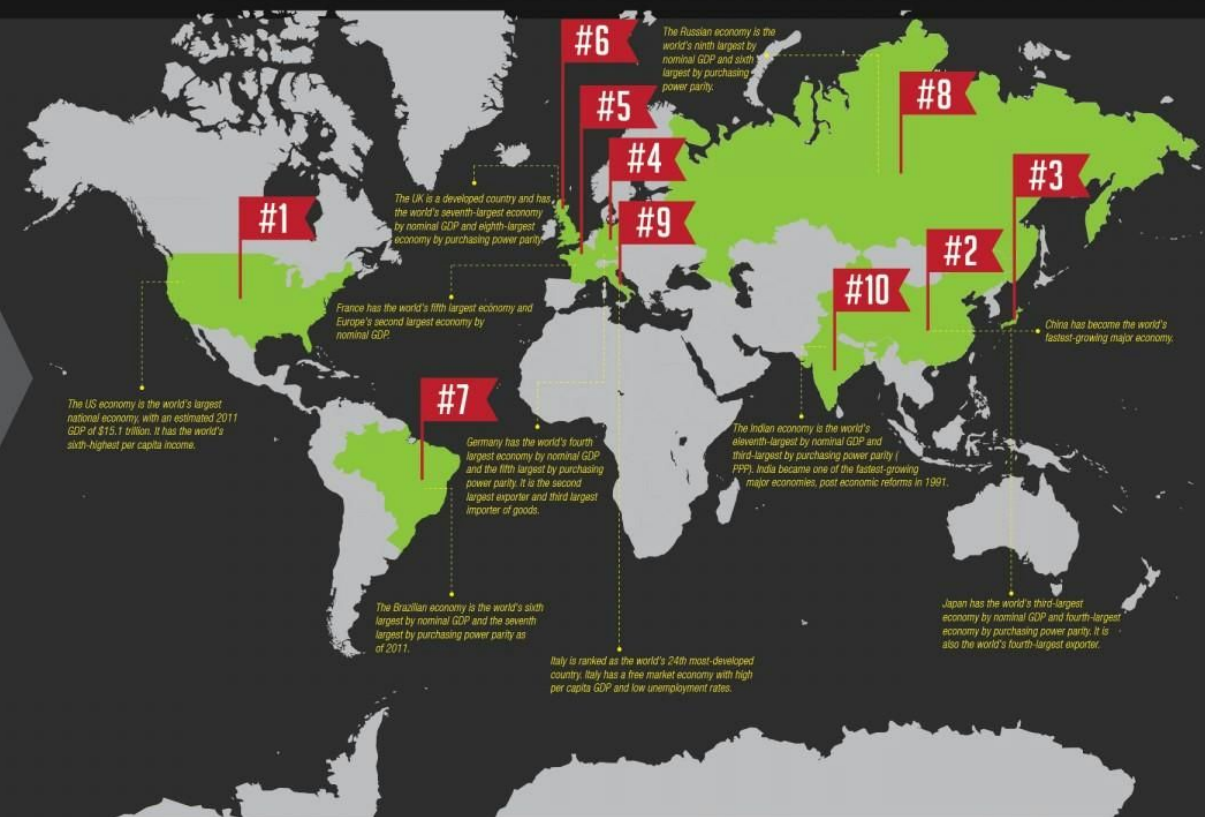 #6
The Russian economy is the
world's ninth largest by
nominal GDP and sixth
largest by purchasing
power parity.
#5
#8
#4
#3
The UK is a developed country and has
the world's seventh-largest economy
by nominal GDP and eighth-largest
economy by purchasing power parity.
#1
#9
#2
#10
France has the world's fifth largest economy and
Europe's second largest economy by
nominal GDP.
China has become the world's
fastest-growing major economy.
The US economy is the world's largest
national economy, with an estimated 2011
GDP of $15.1 trillion. It has the world's
sixth-highest per capita income.
#7
Germany has the world's fourth
largest economy by nominal GDP
and the fifth largest by purchasing
power parity. It is the second
largest exporter and third largest
importer of goods.
The Indian economy is the world's
eleventh-largest by nominal GDP and
third-largest by purchasing power parity (
PPP). India became one of the fastest-growing
major economies, post economic reforms in 1991.
The Brazilian economy is the world's sixth
largest by nominal GDP and the seventh
largest by purchasing power parity as
of 2011.
Japan has the world's third-largest
economy by nominal GDP and fourth-largest
economy by purchasing power parity. It is
also the world's fourth-largest exporter.
Italy is ranked as the world's 24th most-developed
country. Italy has a free market economy with high
per capita GDP and low unemployment rates.